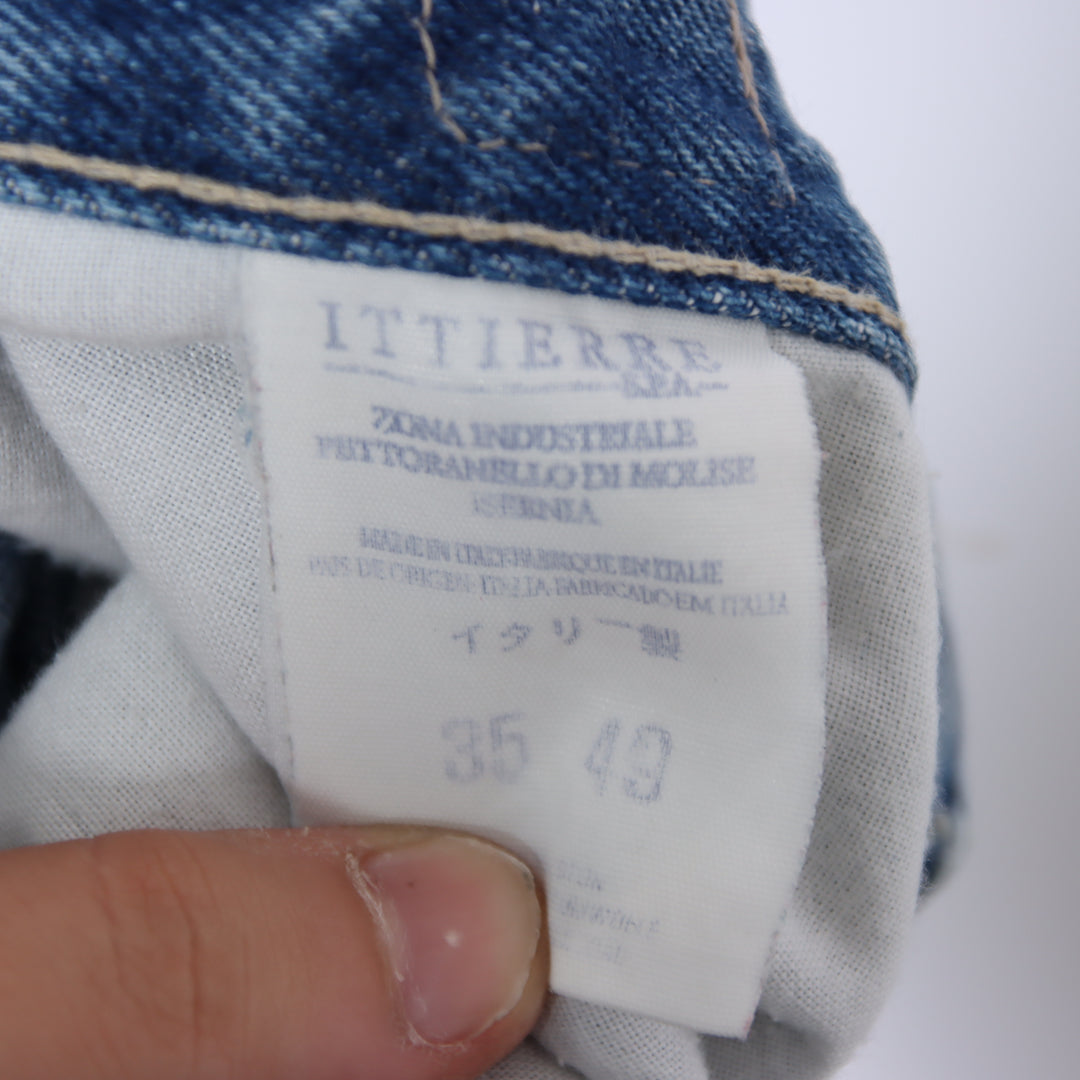 ITTIERRE
S.P.A.
ZONA INDUSTRIALE
PETTORANELLO DI MOLISE
ISERNIA
MADE IN ITALY-FABRIQUE EN ITALIE
PAIS DE ORIGEN-ITALIA-FABRICADO EM ITALIA
イタリー製
35 49